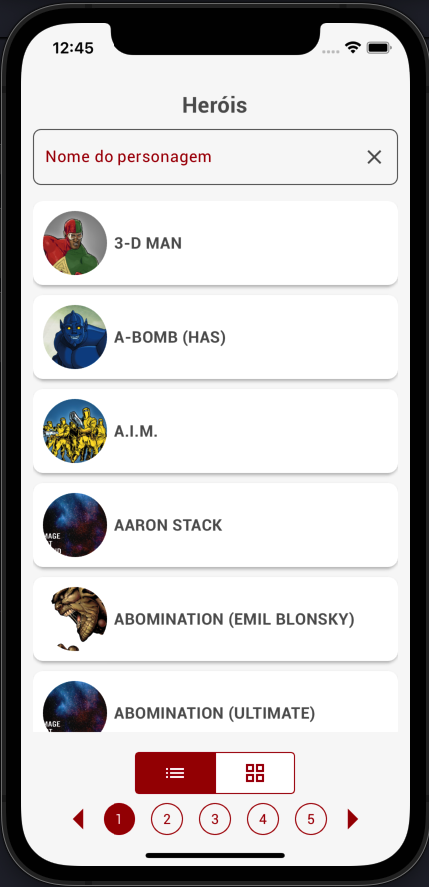 12:45
Heróis
Nome do personagem
3-D MAN
A-BOMB (HAS)
A.I.M.
AARON STACK
ABOMINATION (EMIL BLONSKY)
ABOMINATION (ULTIMATE)
1 2 3 4 5